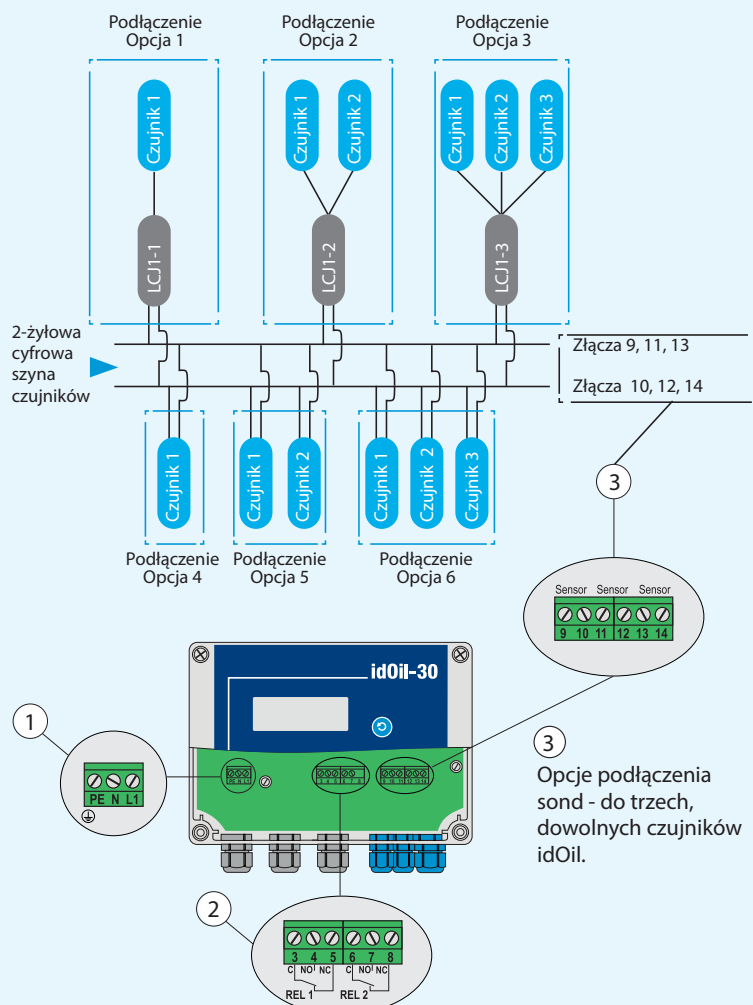 Podłączenie
Opcja 1
Podłączenie
Opcja 2
Podłączenie
Opcja 3
Czujnik 1
Czujnik 1
Czujnik 2
Czujnik 1
Czujnik 2
Czujnik 3
LCJ1-1
LCJ1-2
LCJ1-3
2-żyłowa
cyfrowa
szyna
czujników
Złącza 9, 11, 13
Złącza 10, 12, 14
Czujnik 1
Czujnik 1
Czujnik 2
Czujnik 1
Czujnik 2
Czujnik 3
Podłączenie
Opcja 4
Podłączenie
Opcja 5
Podłączenie
Opcja 6
3
Sensor Sensor Sensor
9 10 11 12 13 14
idOil-30
1
PE N L1
3
Opcje podłączenia
sond - do trzech,
dowolnych czujników
idOil.
2
3 4 5 6 7 8
C NO NC C NO NC
REL 1 REL 2